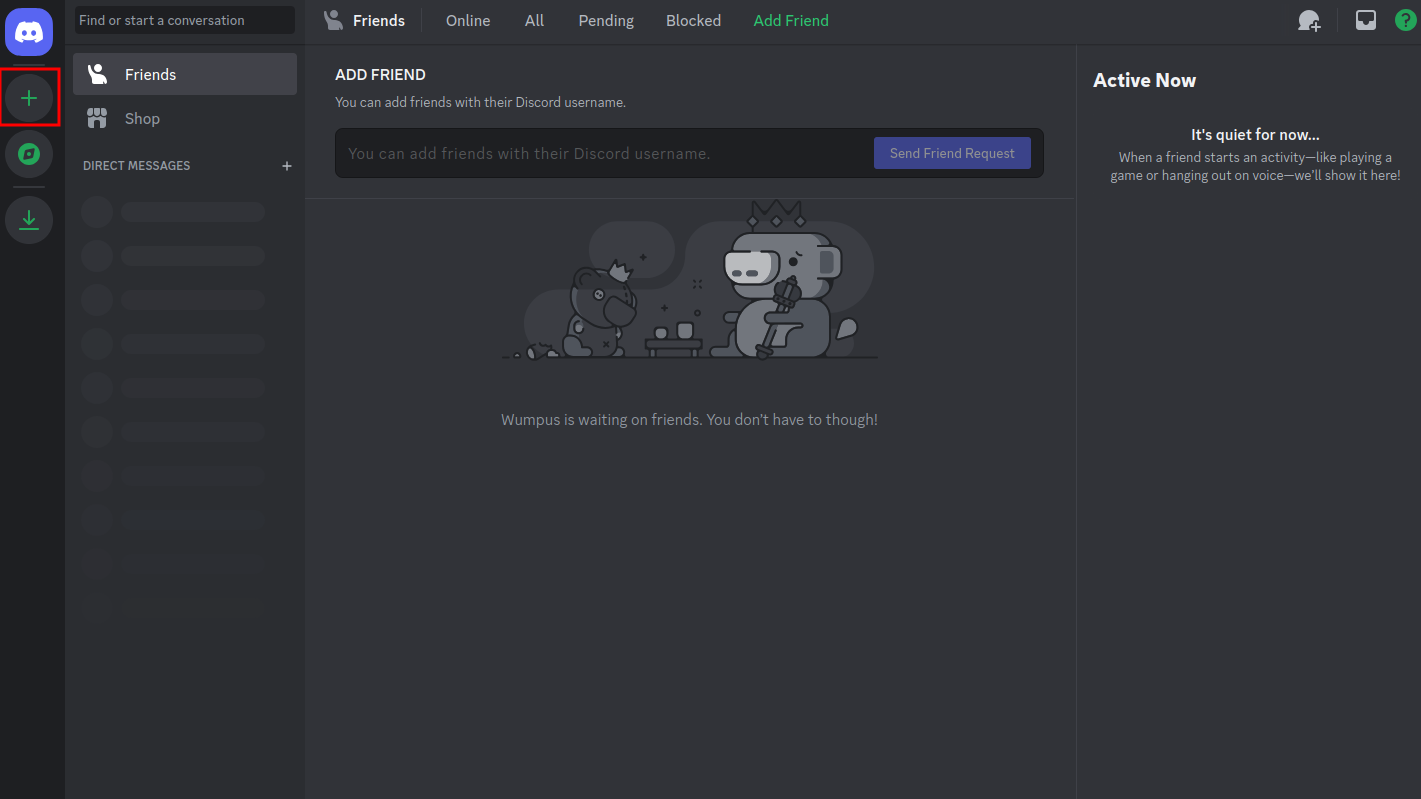 Find or start a conversation
Friends
Online
All
Pending
Blocked
Add Friend
?
Friends
Shop
DIRECT MESSAGES
ADD FRIEND
You can add friends with their Discord username.
You can add friends with their Discord username.
Send Friend Request
Wumpus is waiting on friends. You don't have to though!
Active Now
It's quiet for now...
When a friend starts an activity—like playing a
game or hanging out on voice—we'll show it here!